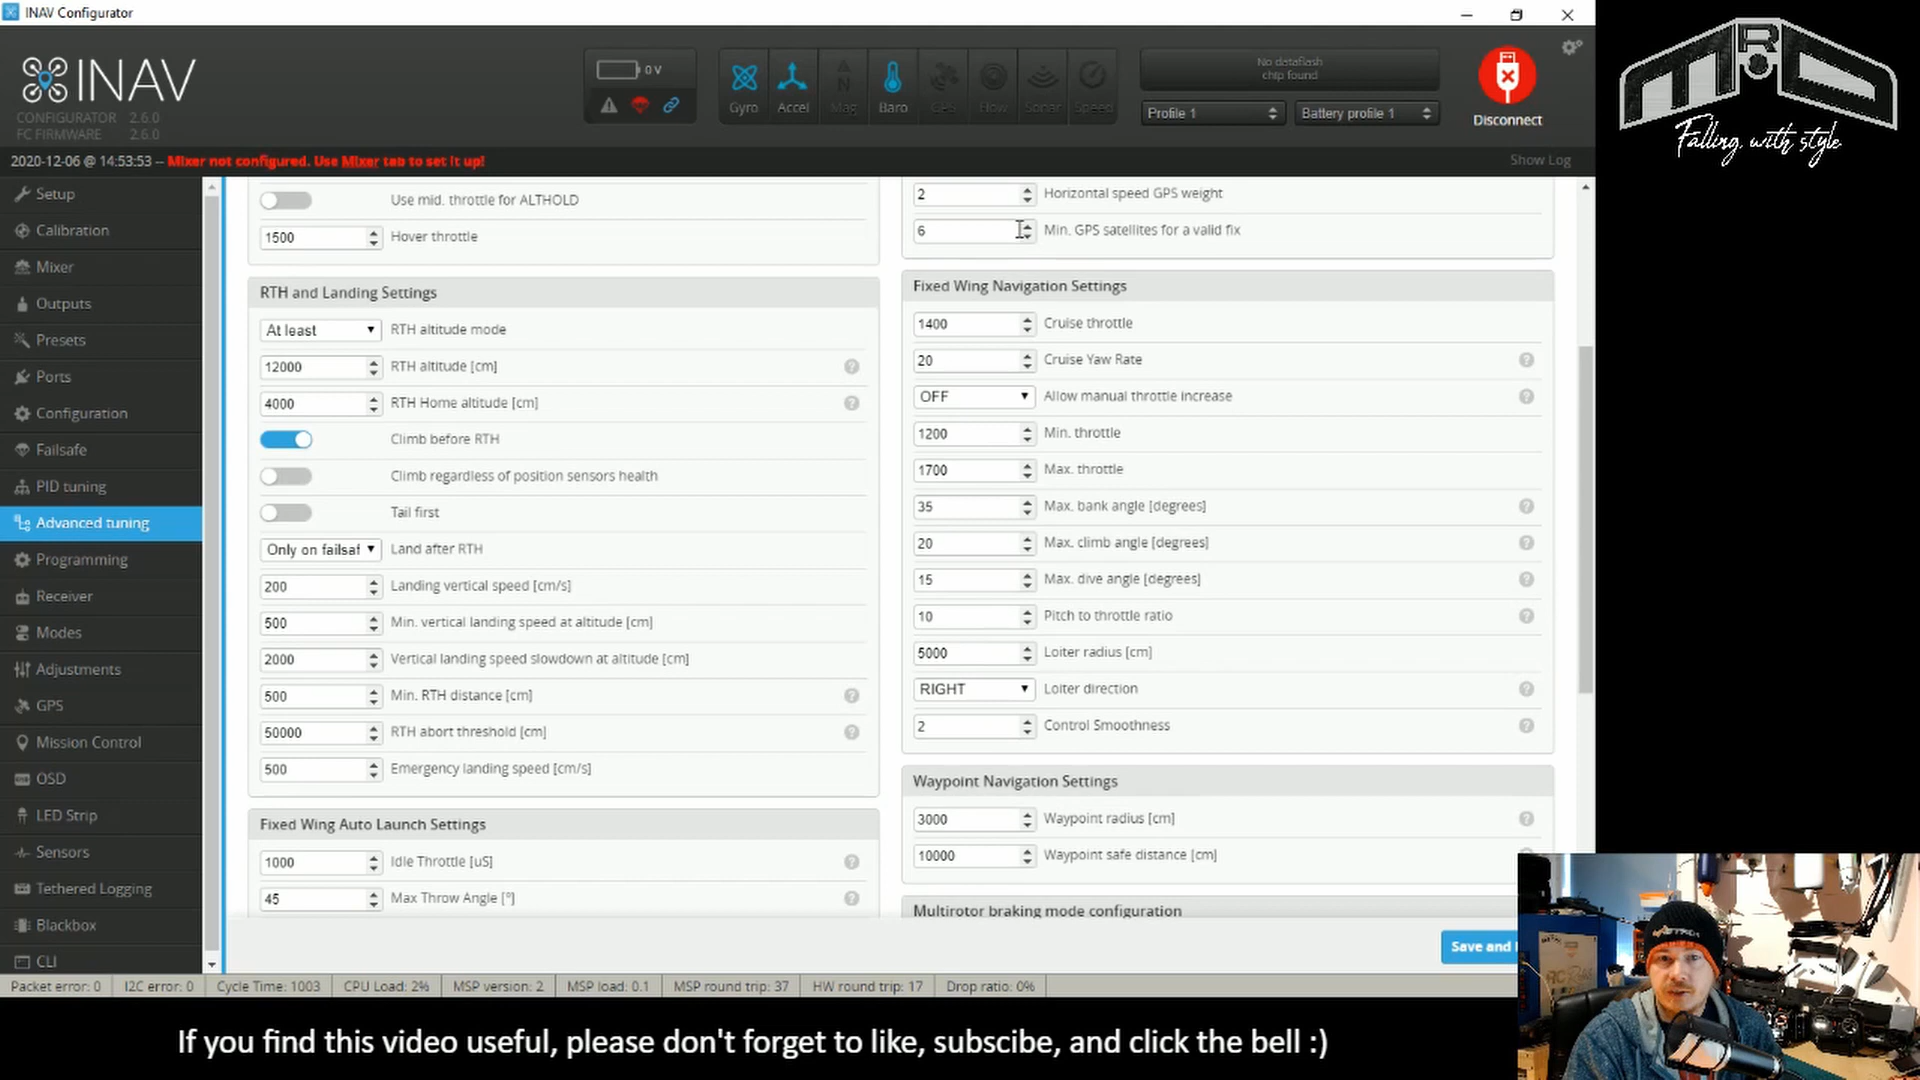 INAV Configurator
INAV
CONFIGURATOR 2.6.0
FC FIRMWARE 2.6.0
0 V
Gyro
Accel
Mag
Baro
GPS
Flow
Sonar
Speed
No dataflash
chip found
Profile 1
Battery profile 1
Disconnect
MRD
Falling with style
2020-12-06 @ 14:53:53 -- Mixer not configured. Use Mixer tab to set it up!
Show Log
Setup
Calibration
Mixer
Outputs
Presets
Ports
Configuration
Failsafe
PID tuning
Advanced tuning
Programming
Receiver
Modes
Adjustments
GPS
Mission Control
OSD
LED Strip
Sensors
Tethered Logging
Blackbox
CLI
Use mid. throttle for ALTHOLD
1500 Hover throttle
RTH and Landing Settings
At least RTH altitude mode
12000 RTH altitude [cm]
4000 RTH Home altitude [cm]
Climb before RTH
Climb regardless of position sensors health
Tail first
Only on failsaf Land after RTH
200 Landing vertical speed [cm/s]
500 Min. vertical landing speed at altitude [cm]
2000 Vertical landing speed slowdown at altitude [cm]
500 Min. RTH distance [cm]
50000 RTH abort threshold [cm]
500 Emergency landing speed [cm/s]
Fixed Wing Auto Launch Settings
1000 Idle Throttle [uS]
45 Max Throw Angle [°]
2 Horizontal speed GPS weight
6 Min. GPS satellites for a valid fix
Fixed Wing Navigation Settings
1400 Cruise throttle
20 Cruise Yaw Rate
OFF Allow manual throttle increase
1200 Min. throttle
1700 Max. throttle
35 Max. bank angle [degrees]
20 Max. climb angle [degrees]
15 Max. dive angle [degrees]
10 Pitch to throttle ratio
5000 Loiter radius [cm]
RIGHT Loiter direction
2 Control Smoothness
Waypoint Navigation Settings
3000 Waypoint radius [cm]
10000 Waypoint safe distance [cm]
Multirotor braking mode configuration
Save and
Packet error: 0 I2C error: 0 Cycle Time: 1003 CPU Load: 2% MSP version: 2 MSP load: 0.1 MSP round trip: 37 HW round trip: 17 Drop ratio: 0%
If you find this video useful, please don't forget to like, subscibe, and click the bell :)